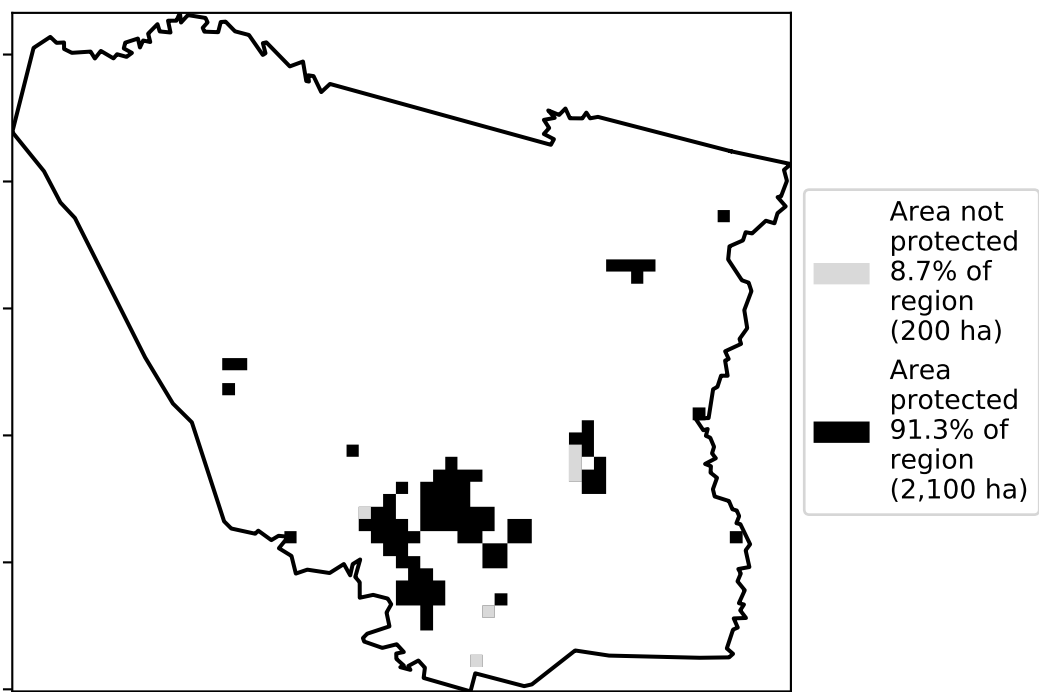 Area not
protected
8.7% of
region
(200 ha)
Area
protected
91.3% of
region
(2,100 ha)